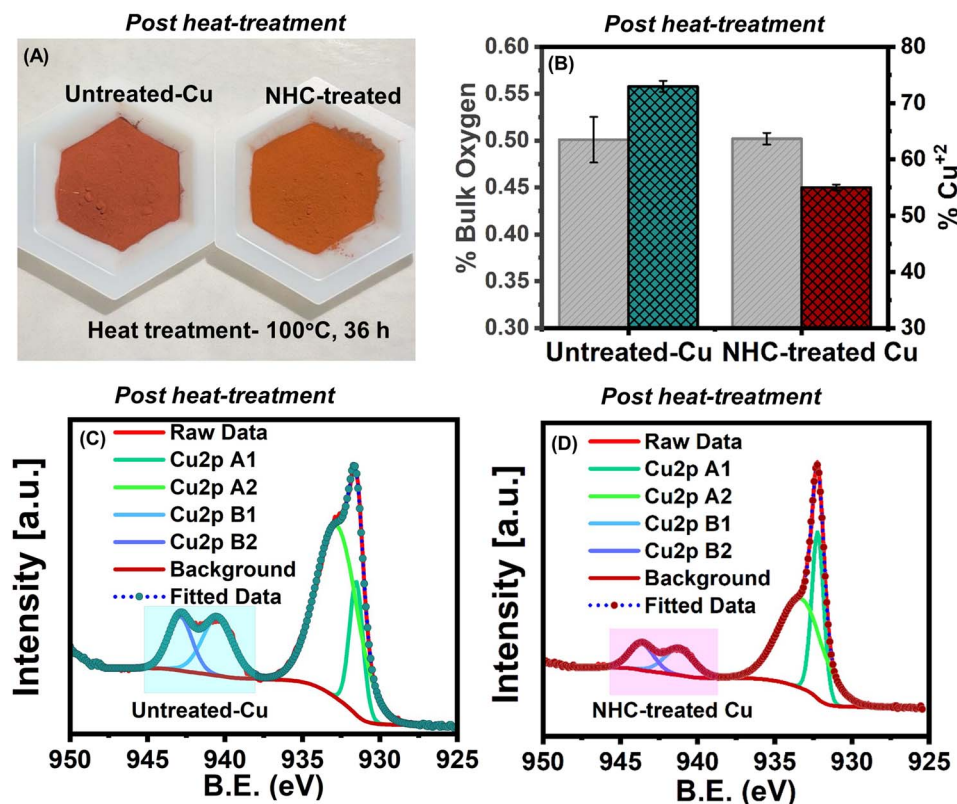 Post heat-treatment
(A)
Untreated-Cu
NHC-treated
Heat treatment- 100°C, 36 h
Post heat-treatment
(B)
% Bulk Oxygen
0.60
0.55
0.50
0.45
0.40
0.35
0.30
80
70
60
50
40
30
% Cu+2
Untreated-Cu
NHC-treated Cu
Post heat-treatment
(C)
Raw Data
Cu2p A1
Cu2p A2
Cu2p B1
Cu2p B2
Background
Fitted Data
Untreated-Cu
Intensity [a.u.]
950 945 940 935 930 925
B.E. (eV)
Post heat-treatment
(D)
Raw Data
Cu2p A1
Cu2p A2
Cu2p B1
Cu2p B2
Background
Fitted Data
NHC-treated Cu
Intensity [a.u.]
950 945 940 935 930 925
B.E. (eV)